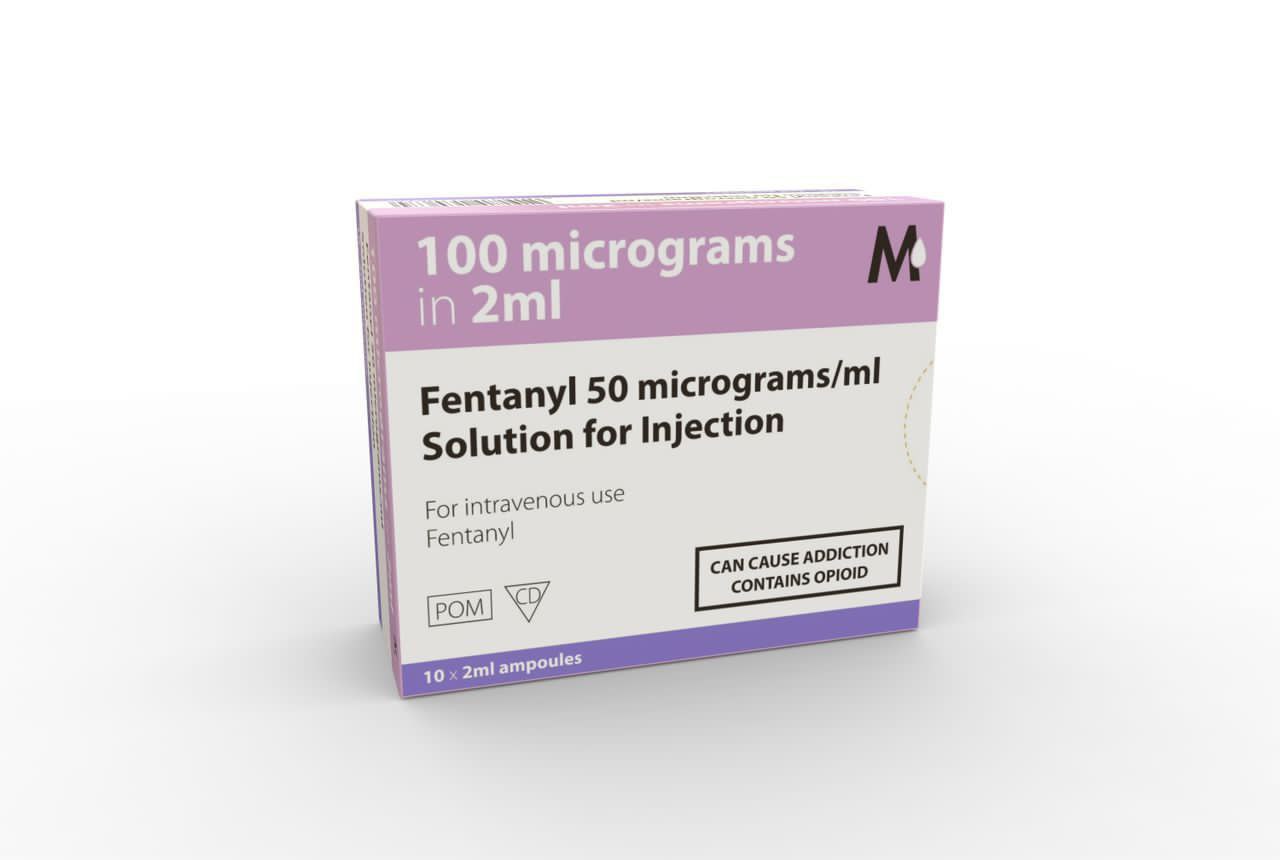 100 micrograms
in 2ml
M
Fentanyl 50 micrograms/ml
Solution for Injection
For intravenous use
Fentanyl
CAN CAUSE ADDICTION
CONTAINS OPIOID
POM
CD
10 x 2ml ampoules